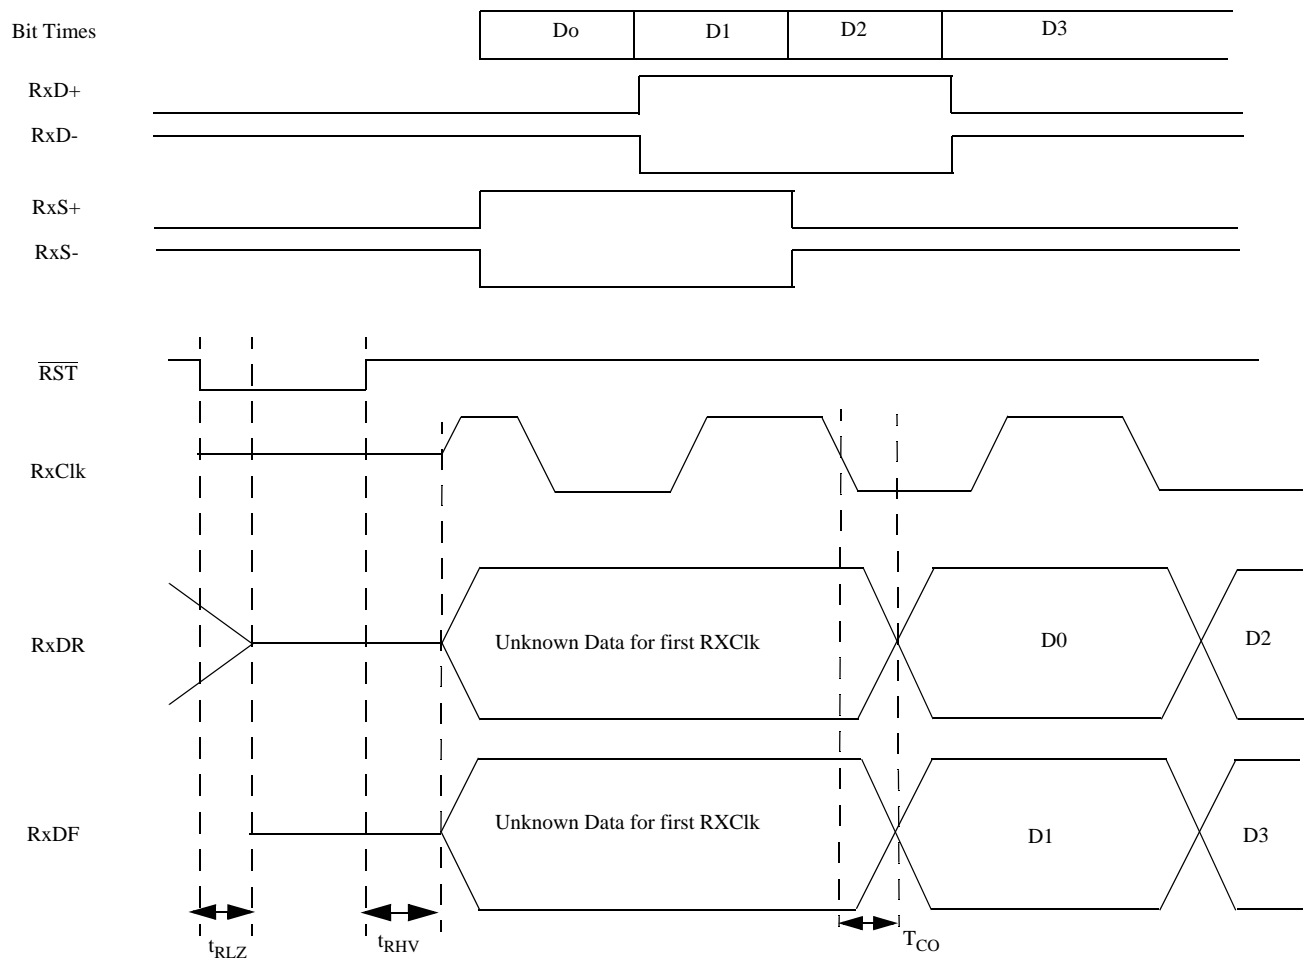 Bit Times
Do D1 D2 D3
RxD+
RxD-
RxS+
RxS-
RST
RxClk
RxDR
Unknown Data for first RXClk D0 D2
RxDF
Unknown Data for first RXClk D1 D3
tRLZ tRHV TCO